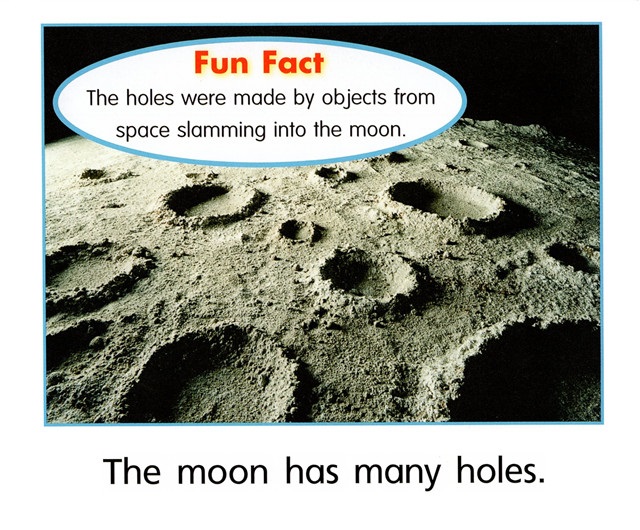 Fun Fact
The holes were made by objects from
space slamming into the moon.
The moon has many holes.